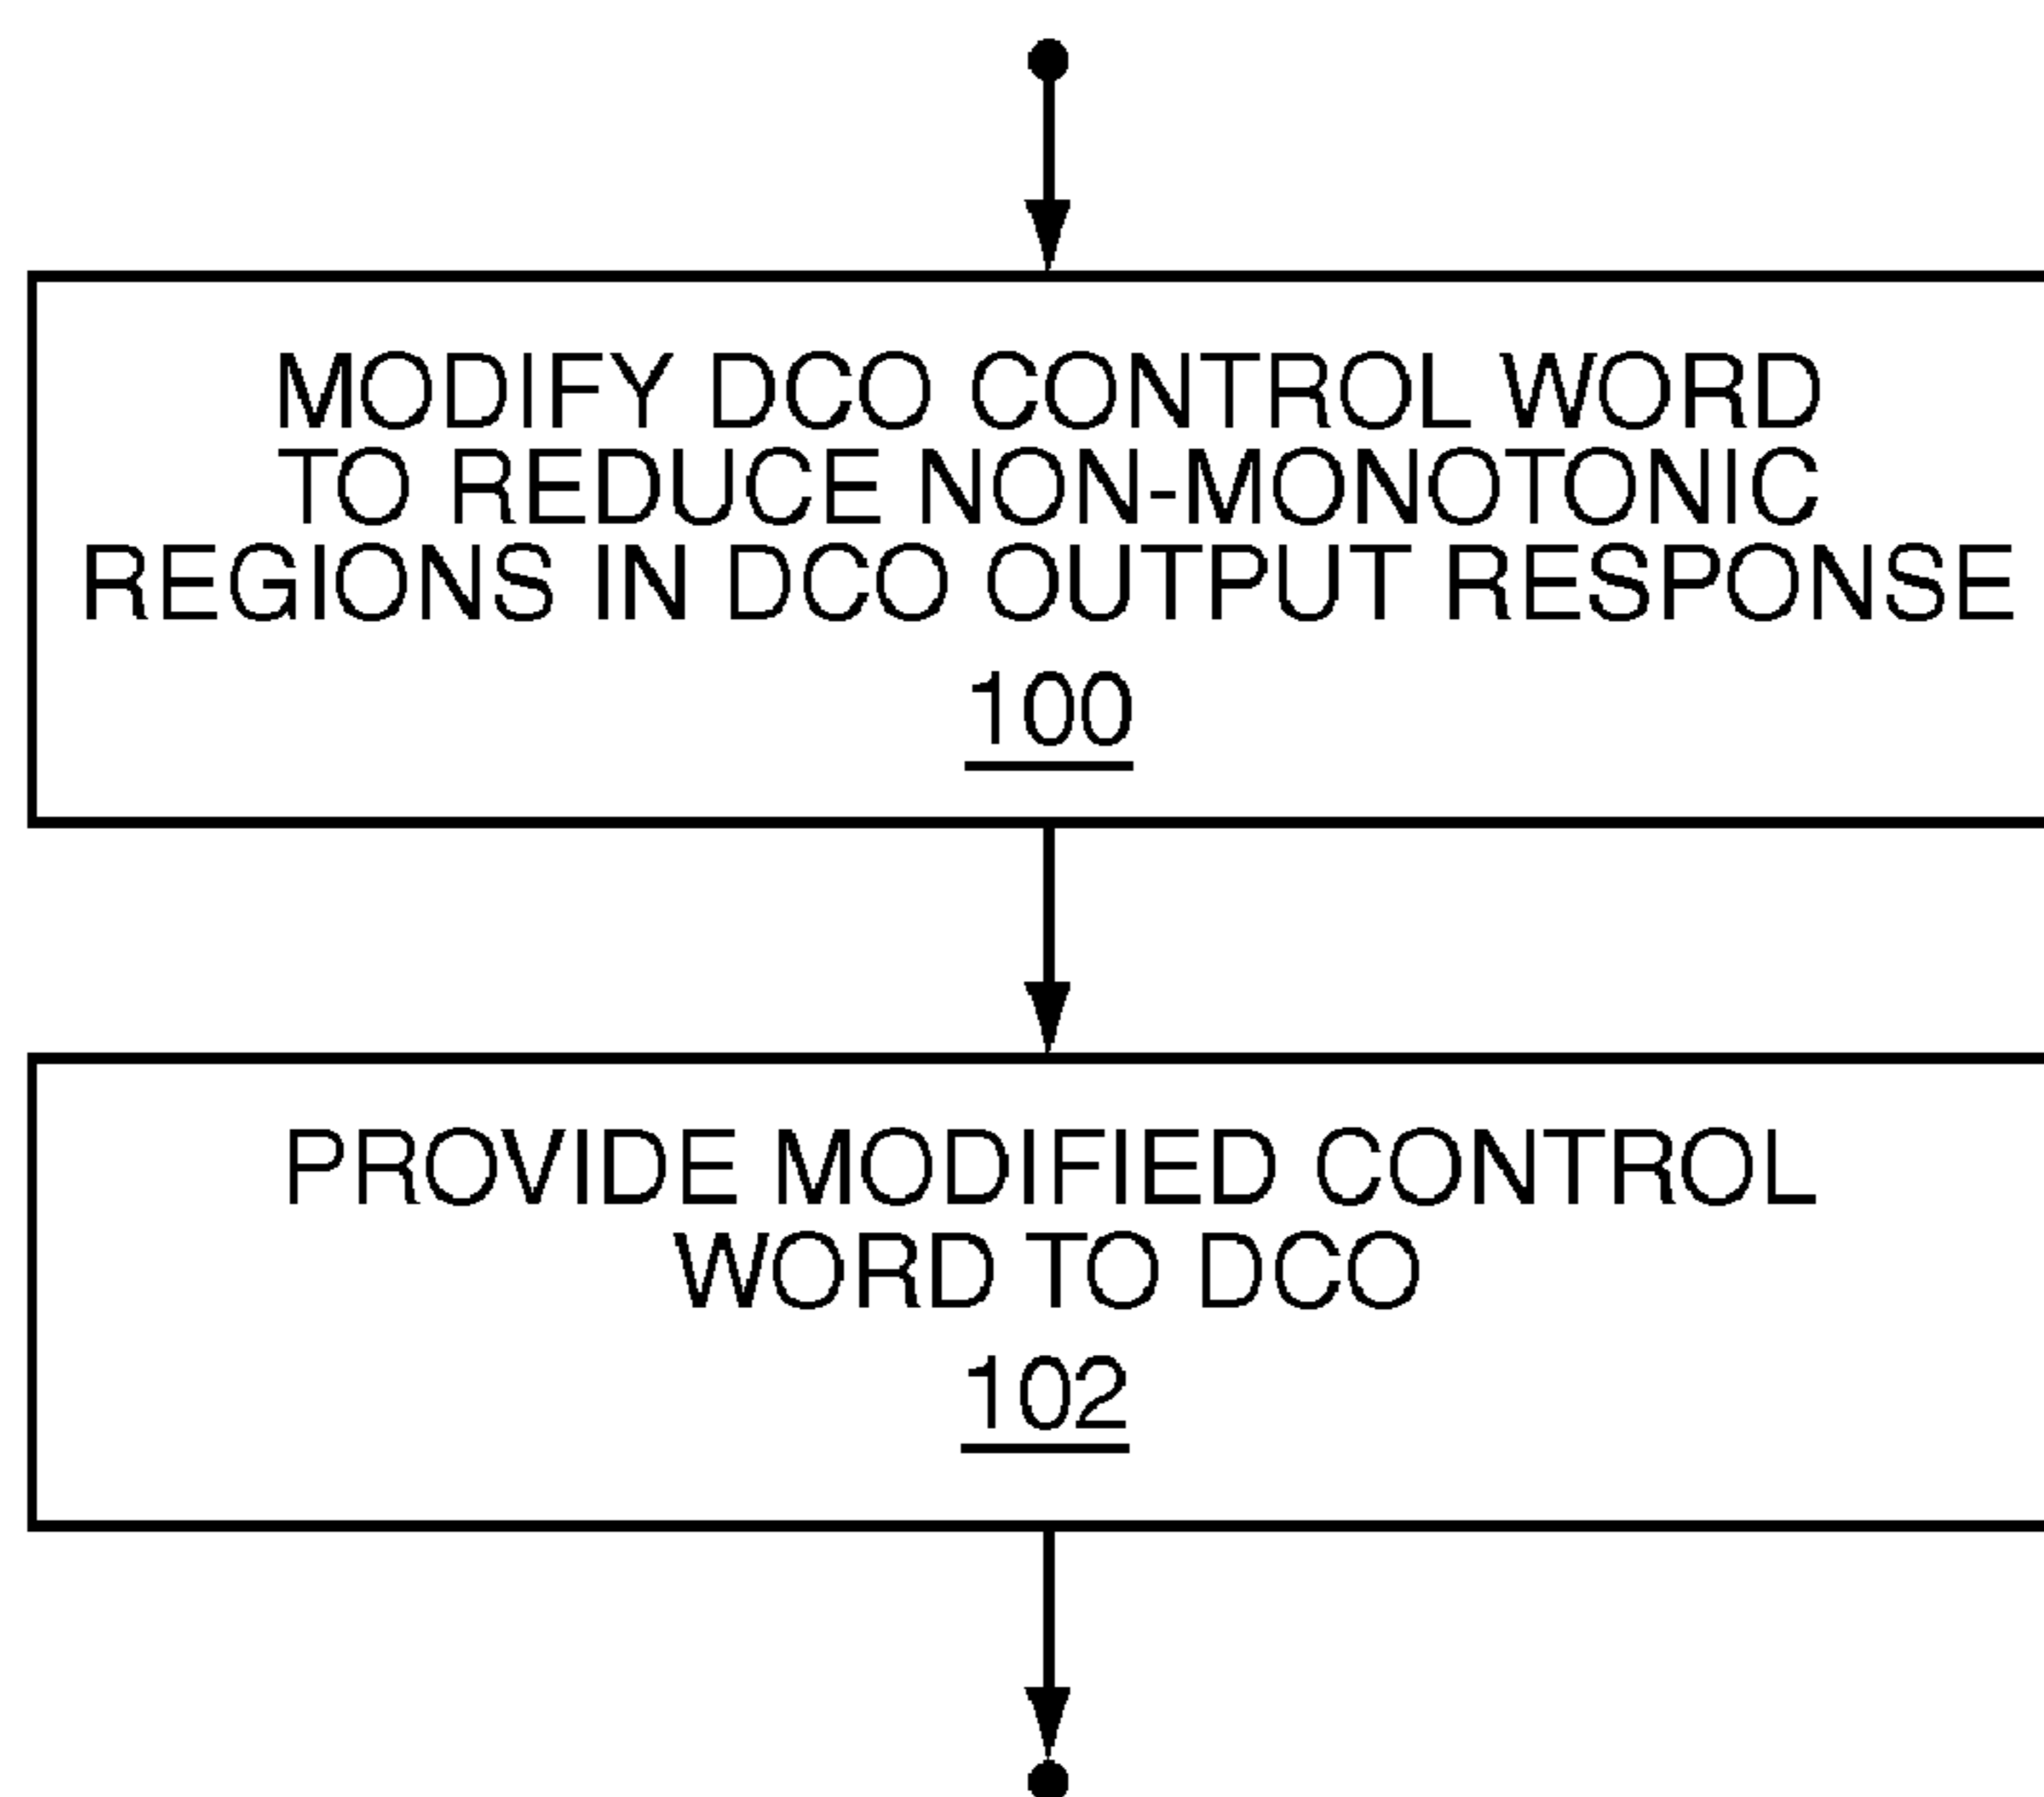 MODIFY DCO CONTROL WORD
TO REDUCE NON-MONOTONIC
REGIONS IN DCO OUTPUT RESPONSE
100
PROVIDE MODIFIED CONTROL
WORD TO DCO
102